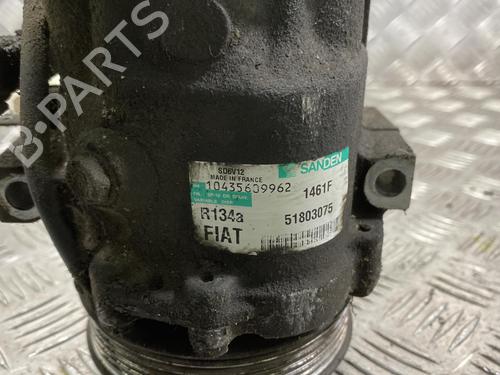 B-PARTS
SD6V12
MADE IN FRANCE
SANDEN
10435609962
1461F
R134a
51803075
FIAT